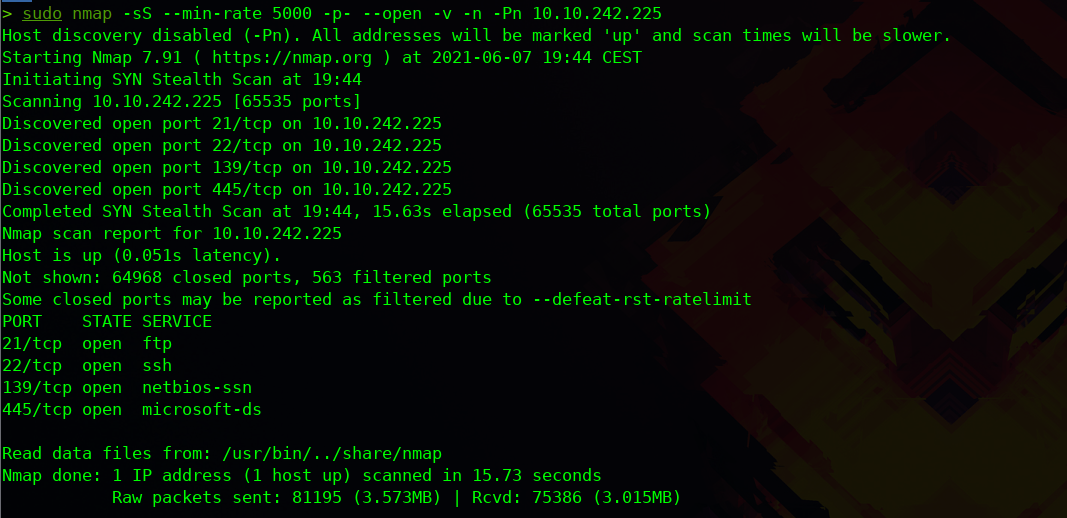 > sudo nmap -sS --min-rate 5000 -p- --open -v -n -Pn 10.10.242.225
Host discovery disabled (-Pn). All addresses will be marked 'up' and scan times will be slower.
Starting Nmap 7.91 ( https://nmap.org ) at 2021-06-07 19:44 CEST
Initiating SYN Stealth Scan at 19:44
Scanning 10.10.242.225 [65535 ports]
Discovered open port 21/tcp on 10.10.242.225
Discovered open port 22/tcp on 10.10.242.225
Discovered open port 139/tcp on 10.10.242.225
Discovered open port 445/tcp on 10.10.242.225
Completed SYN Stealth Scan at 19:44, 15.63s elapsed (65535 total ports)
Nmap scan report for 10.10.242.225
Host is up (0.051s latency).
Not shown: 64968 closed ports, 563 filtered ports
Some closed ports may be reported as filtered due to --defeat-rst-ratelimit
PORT    STATE SERVICE
21/tcp  open  ftp
22/tcp  open  ssh
139/tcp open  netbios-ssn
445/tcp open  microsoft-ds
Read data files from: /usr/bin/../share/nmap
Nmap done: 1 IP address (1 host up) scanned in 15.73 seconds
           Raw packets sent: 81195 (3.573MB) | Rcvd: 75386 (3.015MB)